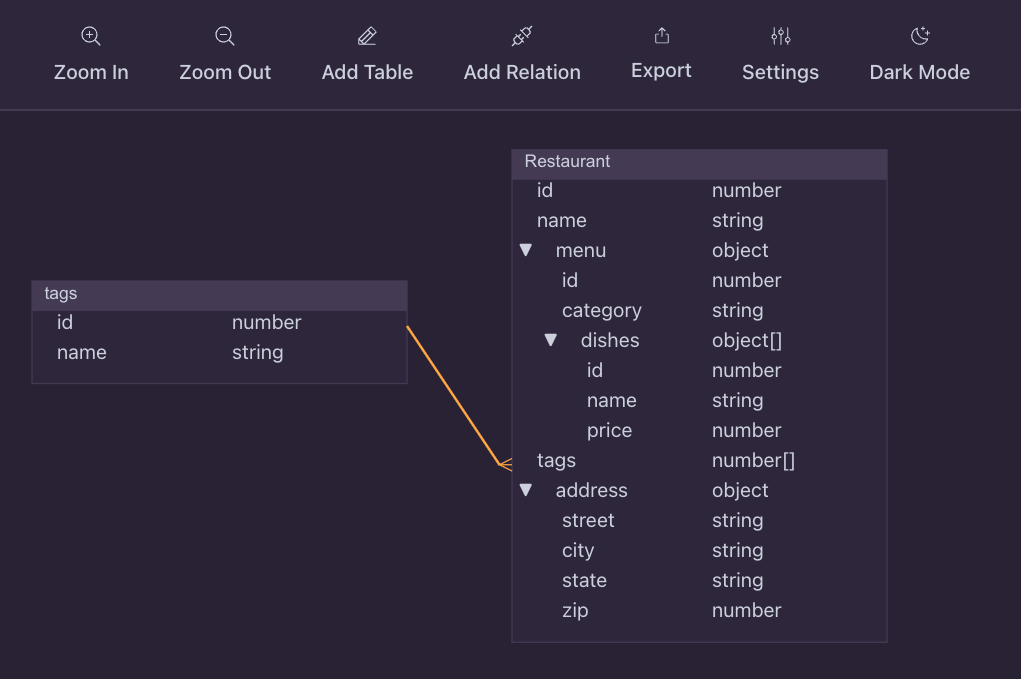 Zoom In Zoom Out Add Table Add Relation Export Settings Dark Mode
tags
id number
name string
Restaurant
id number
name string
menu object
id number
category string
dishes object[]
id number
name string
price number
tags number[]
address object
street string
city string
state string
zip number